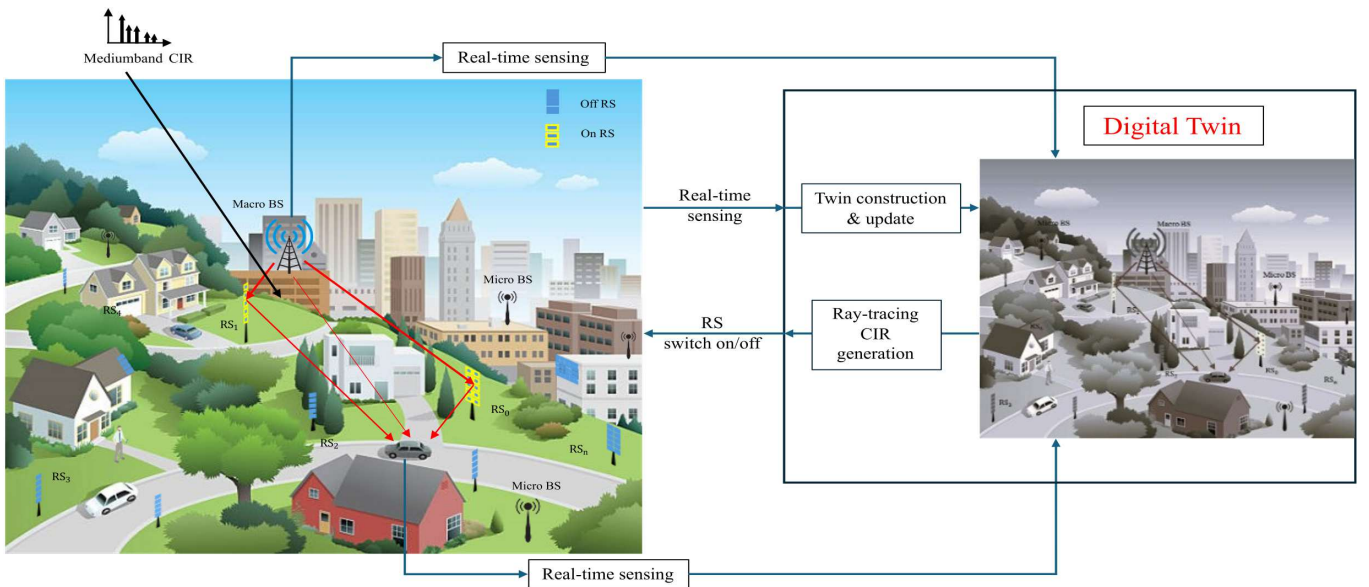 Real-time sensing
Mediumband CIR
Off RS
On RS
Digital Twin
Macro BS
Real-time
sensing
Twin construction
& update
Macro BS
Micro BS
Micro BS
RS4
RS1
RS
switch on/off
Ray-tracing
CIR
generation
RS0
RS2
RSn
RS3
Micro BS
Real-time sensing